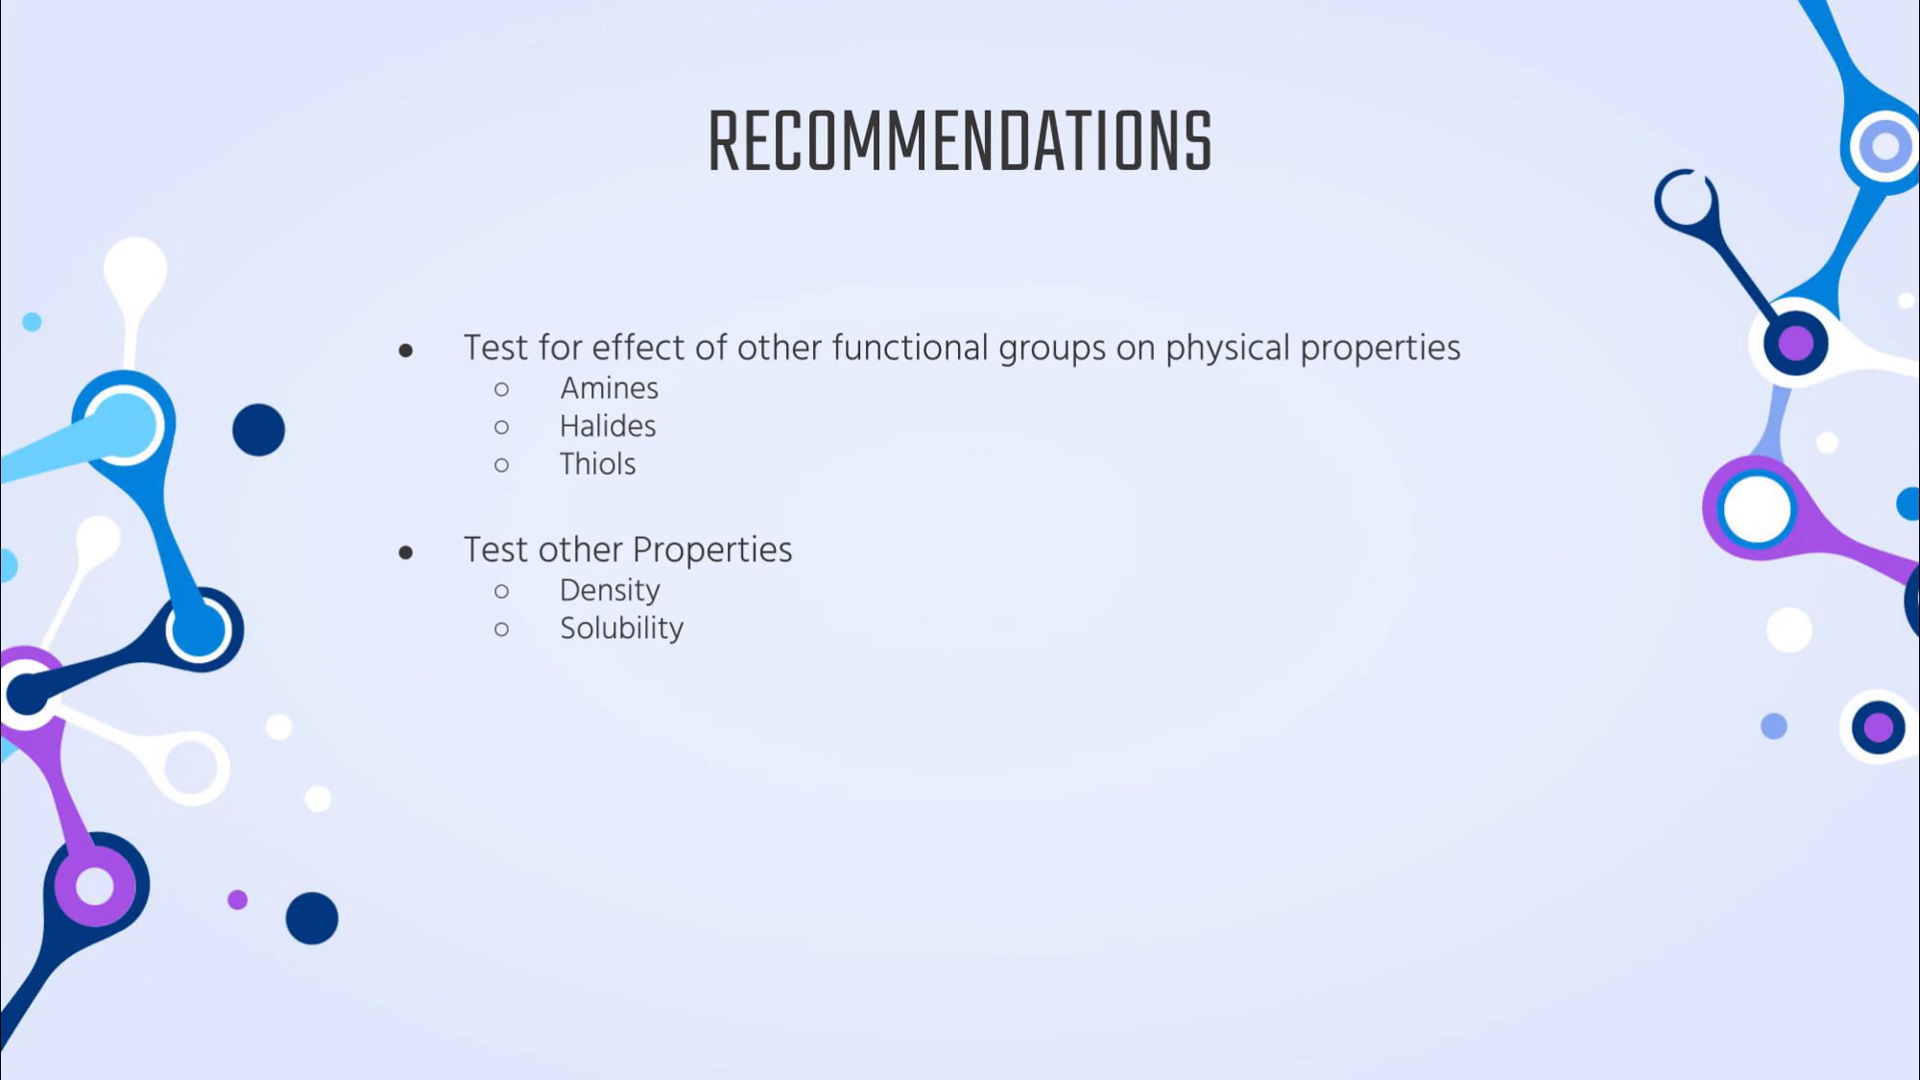 RECOMMENDATIONS
● Test for effect of other functional groups on physical properties
○ Amines
○ Halides
○ Thiols
● Test other Properties
○ Density
○ Solubility